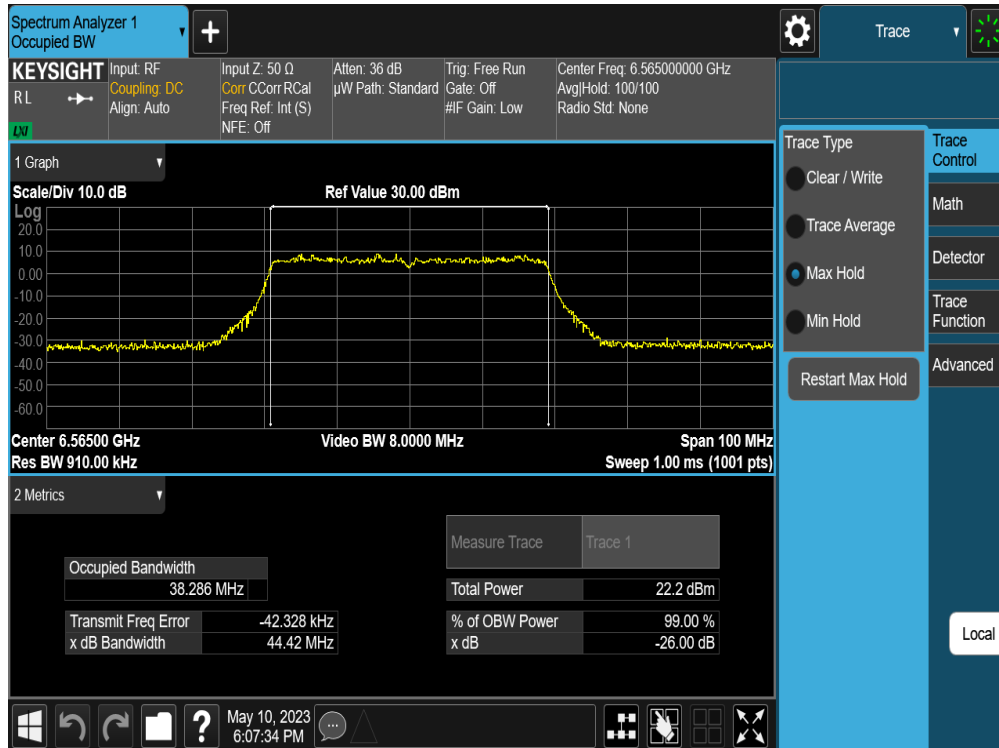 Spectrum Analyzer 1
Occupied BW
+
Trace
KEYSIGHT
RL
LXI
Input: RF
Coupling: DC
Align: Auto
Input Z: 50 Ω
Corr CCorr RCal
Freq Ref: Int (S)
NFE: Off
Atten: 36 dB
µW Path: Standard
Trig: Free Run
Gate: Off
#IF Gain: Low
Center Freq: 6.565000000 GHz
Avg|Hold: 100/100
Radio Std: None
Trace Type
Clear / Write
Trace Average
Max Hold
Min Hold
Restart Max Hold
Trace
Control
Math
Detector
Trace
Function
Advanced
Local
1 Graph
Scale/Div 10.0 dB
Ref Value 30.00 dBm
Log
20.0
10.0
0.00
-10.0
-20.0
-30.0
-40.0
-50.0
-60.0
Center 6.56500 GHz
Video BW 8.0000 MHz
Span 100 MHz
Res BW 910.00 kHz
Sweep 1.00 ms (1001 pts)
2 Metrics
Measure Trace Trace 1
Occupied Bandwidth
38.286 MHz
Total Power 22.2 dBm
Transmit Freq Error -42.328 kHz
% of OBW Power 99.00 %
x dB Bandwidth 44.42 MHz
x dB -26.00 dB
?
May 10, 2023
6:07:34 PM